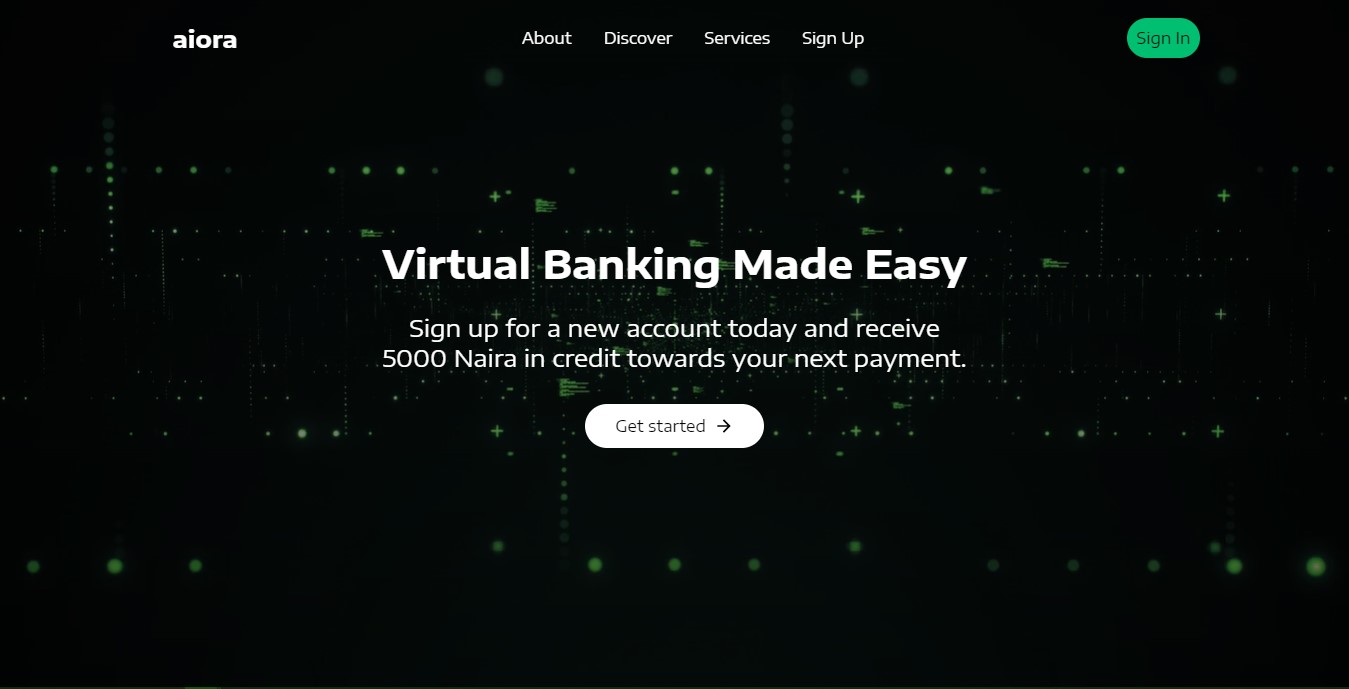 aiora
About Discover Services Sign Up
Sign In
Virtual Banking Made Easy
Sign up for a new account today and receive
5000 Naira in credit towards your next payment.
Get started